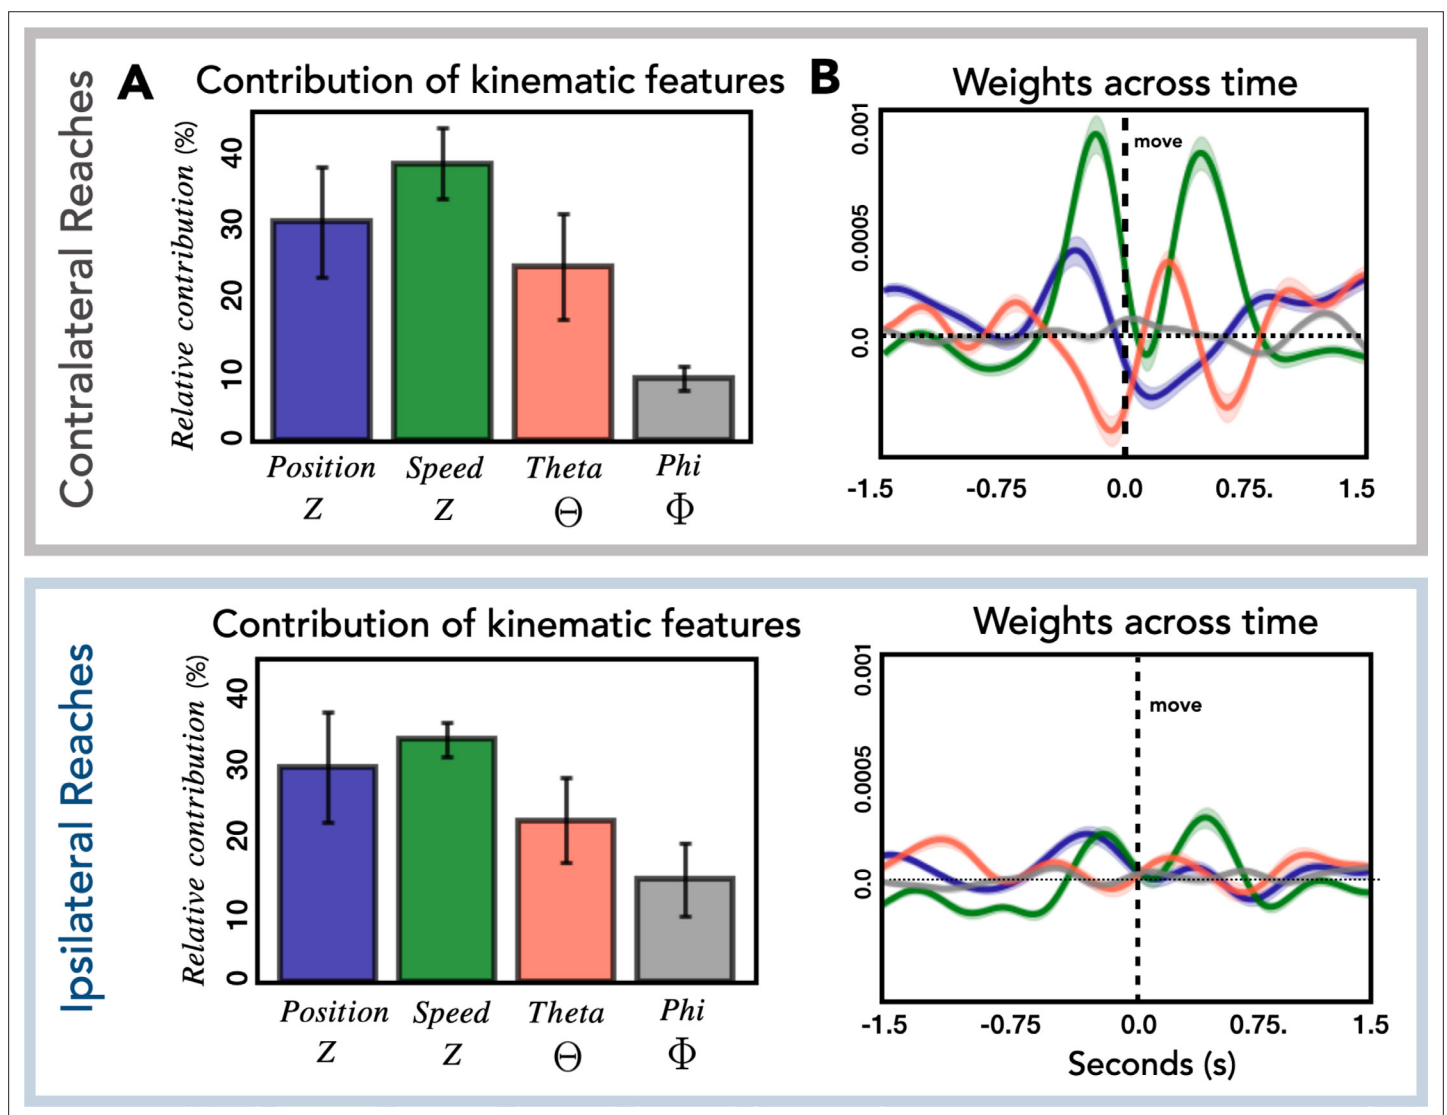 Contralateral Reaches
A
Contribution of kinematic features
Relative contribution (%)
40
30
20
10
0
Position Speed Theta Phi
Z Z Θ Φ
B
Weights across time
move
0.001
0.0005
0.0
-1.5 -0.75 0.0 0.75. 1.5
Ipsilateral Reaches
Contribution of kinematic features
Relative contribution (%)
40
30
20
10
0
Position Speed Theta Phi
Z Z Θ Φ
Weights across time
move
0.001
0.0005
0.0
-1.5 -0.75 0.0 0.75. 1.5
Seconds (s)